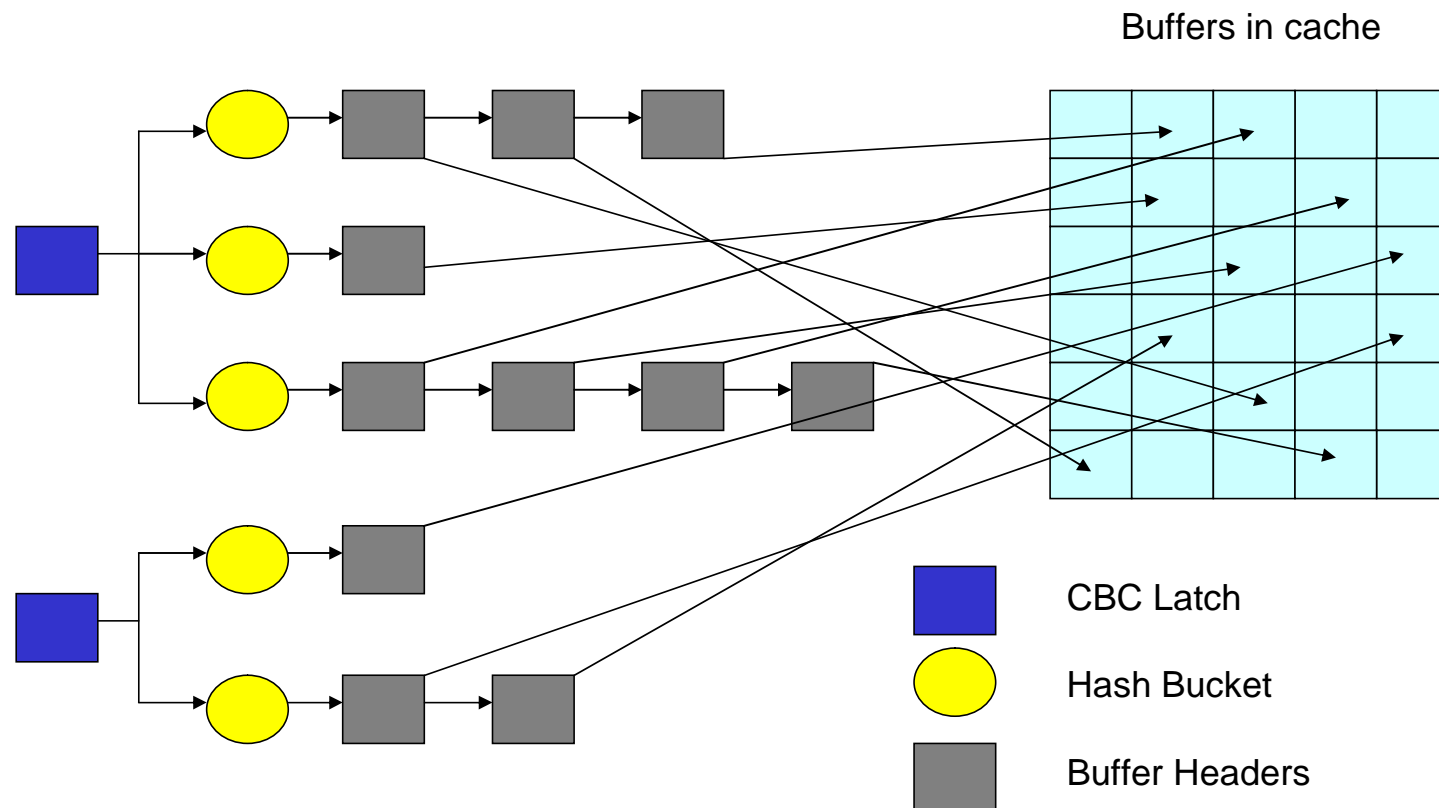 Buffers in cache
CBC Latch
Hash Bucket
Buffer Headers